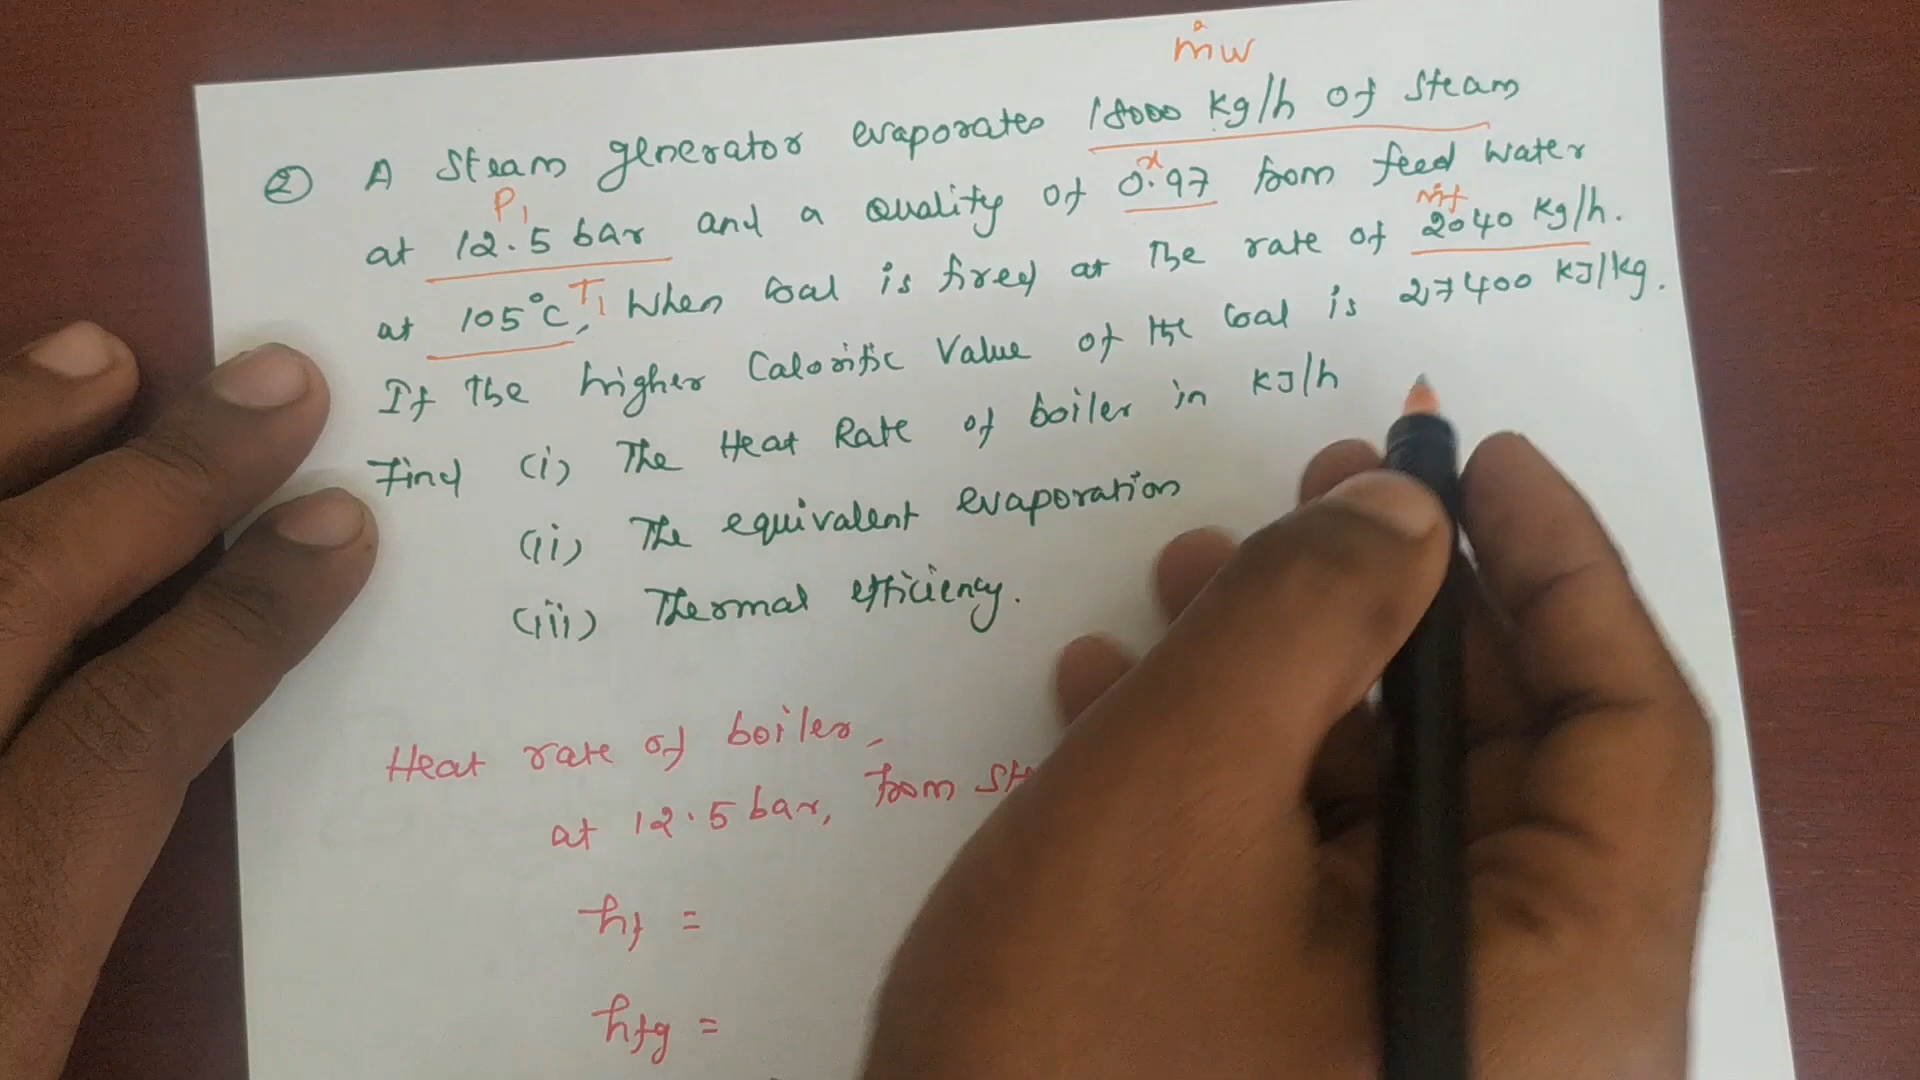 ṁw
② A Steam generator evaporates 18000 kg/h of Steam
P₁ x
at 12.5 bar and a Quality of 0.97 from feed water
T₁ ṁf
at 105°C, when Coal is fired at the rate of 2040 kg/h.
If the higher Calorific Value of the Coal is 27400 KJ/kg.
Find (i) The Heat Rate of boiler in KJ/h
(ii) The equivalent evaporation
(iii) Thermal efficiency.
Heat rate of boiler,
at 12.5 bar, from
hf =
hfg =